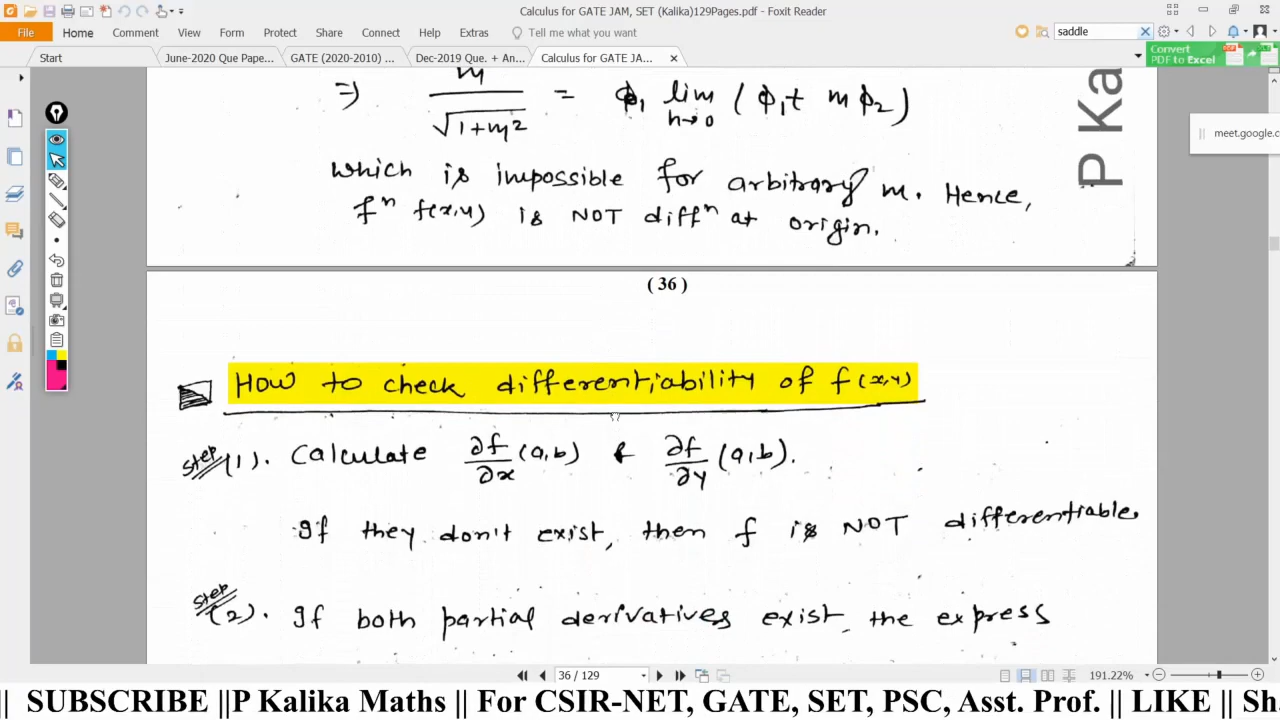 Calculus for GATE JAM, SET (Kalika)129Pages.pdf - Foxit Reader
File Home Comment View Form Protect Share Connect Help Extras Tell me what you want saddle
Start June-2020 Que Pape... GATE (2020-2010) ... Dec-2019 Que. + An... Calculus for GATE JA... × Convert PDF to Excel
meet.google.c
P Ka
⇒ m/√1+m² = φ₁ lim h→0 (φ₁+ mφ₂)
which is impossible for arbitrary m. Hence,
fⁿ f(x,y) is NOT diffⁿ at origin.
(36)
How to check differentiability of f(x,y)
Step (1). Calculate ∂f/∂x (a,b) & ∂f/∂y (a,b).
If they don't exist, then f is NOT differentiable
Step (2). If both partial derivatives exist, the express
36 / 129 191.22%
|| SUBSCRIBE ||P Kalika Maths || For CSIR-NET, GATE, SET, PSC, Asst. Prof. || LIKE || Sh